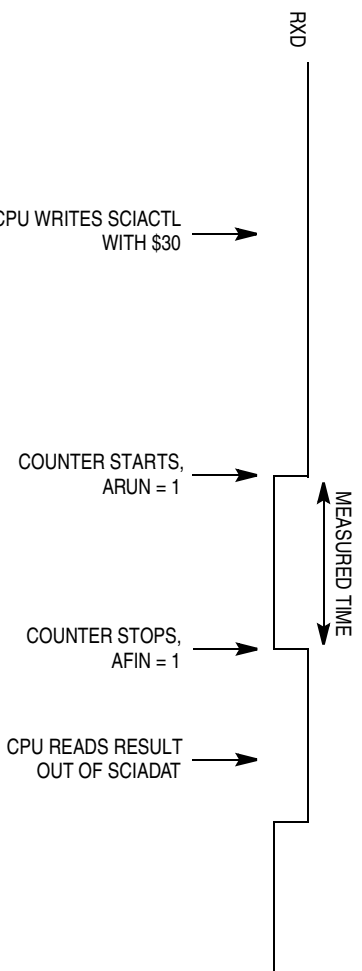 RXD
CPU WRITES SCIACTL
WITH $30
COUNTER STARTS,
ARUN = 1
MEASURED TIME
COUNTER STOPS,
AFIN = 1
CPU READS RESULT
OUT OF SCIADAT